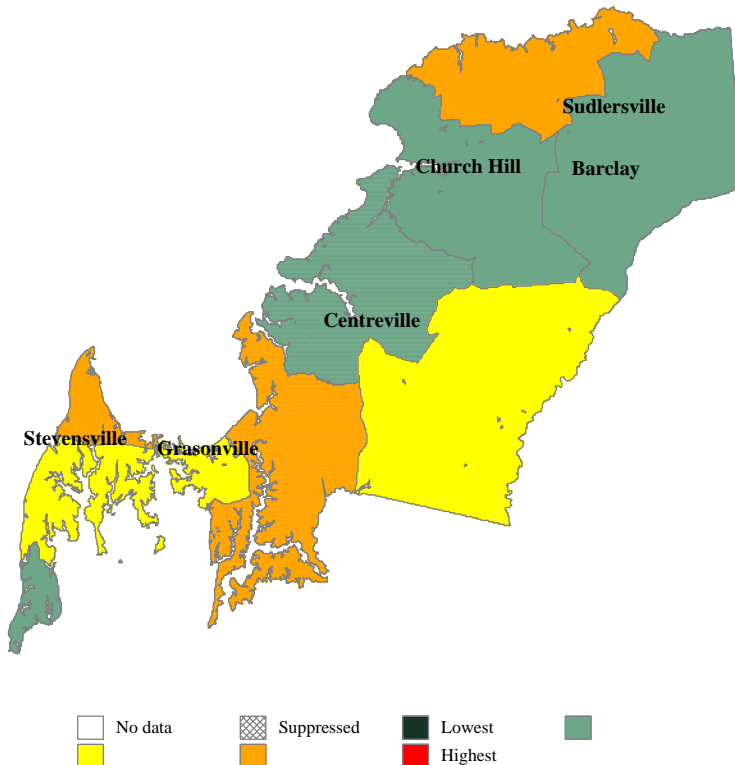 Sudlersville
Church Hill
Barclay
Centreville
Stevensville
Grasonville
No data
Suppressed
Lowest
Highest